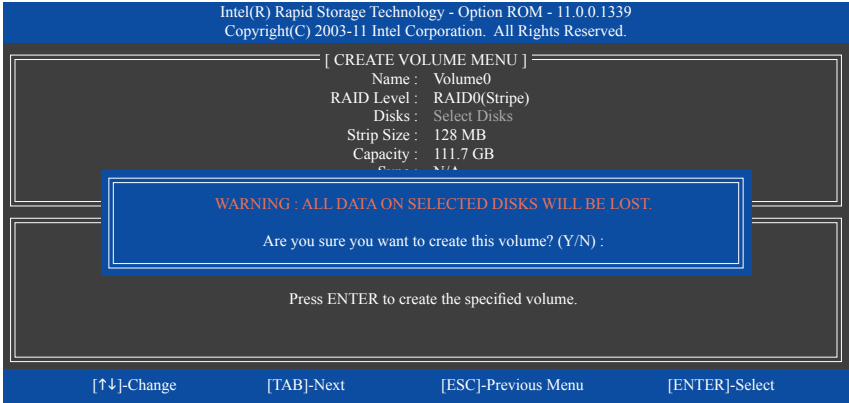 Intel(R) Rapid Storage Technology - Option ROM - 11.0.0.1339
Copyright(C) 2003-11 Intel Corporation. All Rights Reserved.
[ CREATE VOLUME MENU ]
Name : Volume0
RAID Level : RAID0(Stripe)
Disks : Select Disks
Strip Size : 128 MB
Capacity : 111.7 GB
Sync : N/A
WARNING : ALL DATA ON SELECTED DISKS WILL BE LOST.
Are you sure you want to create this volume? (Y/N) :
Press ENTER to create the specified volume.
[↑↓]-Change [TAB]-Next [ESC]-Previous Menu [ENTER]-Select